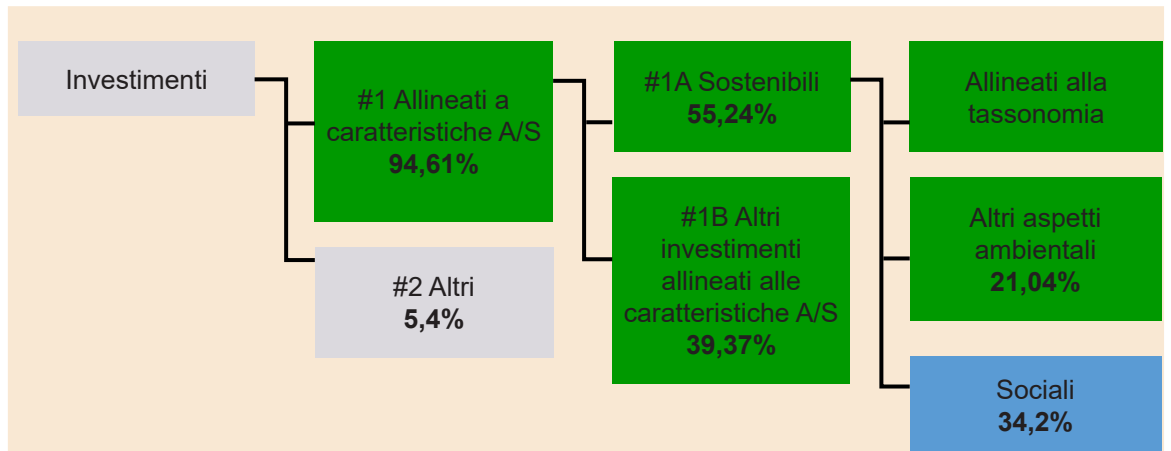 Investimenti
#1 Allineati a
caratteristiche A/S
94,61%
#2 Altri
5,4%
#1A Sostenibili
55,24%
#1B Altri
investimenti
allineati alle
caratteristiche A/S
39,37%
Allineati alla
tassonomia
Altri aspetti
ambientali
21,04%
Sociali
34,2%